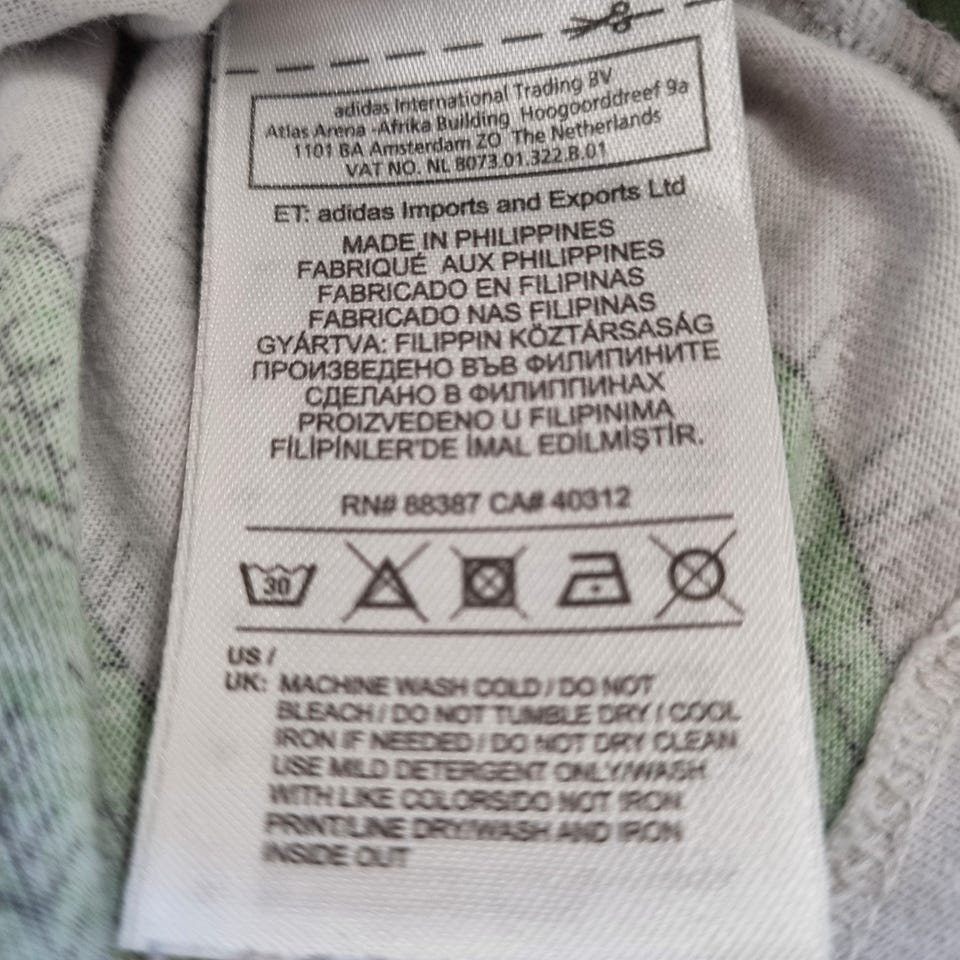 adidas International Trading BV
Atlas Arena -Afrika Building Hoogoorddreef 9a
1101 BA Amsterdam ZO The Netherlands
VAT NO. NL 8073.01.322.B.01
ET: adidas Imports and Exports Ltd
MADE IN PHILIPPINES
FABRIQUÉ AUX PHILIPPINES
FABRICADO EN FILIPINAS
FABRICADO NAS FILIPINAS
GYÁRTVA: FILIPPIN KÖZTÁRSASÁG
ПРОИЗВЕДЕНО ВЪВ ФИЛИПИНИТЕ
СДЕЛАНО В ФИЛИППИНАХ
PROIZVEDENO U FILIPINIMA
FİLİPİNLER'DE İMAL EDİLMİŞTİR.
RN# 88387 CA# 40312
30
US /
UK: MACHINE WASH COLD / DO NOT
BLEACH / DO NOT TUMBLE DRY / COOL
IRON IF NEEDED / DO NOT DRY CLEAN
USE MILD DETERGENT ONLY/WASH
WITH LIKE COLORS/DO NOT IRON
PRINT/LINE DRY/WASH AND IRON
INSIDE OUT